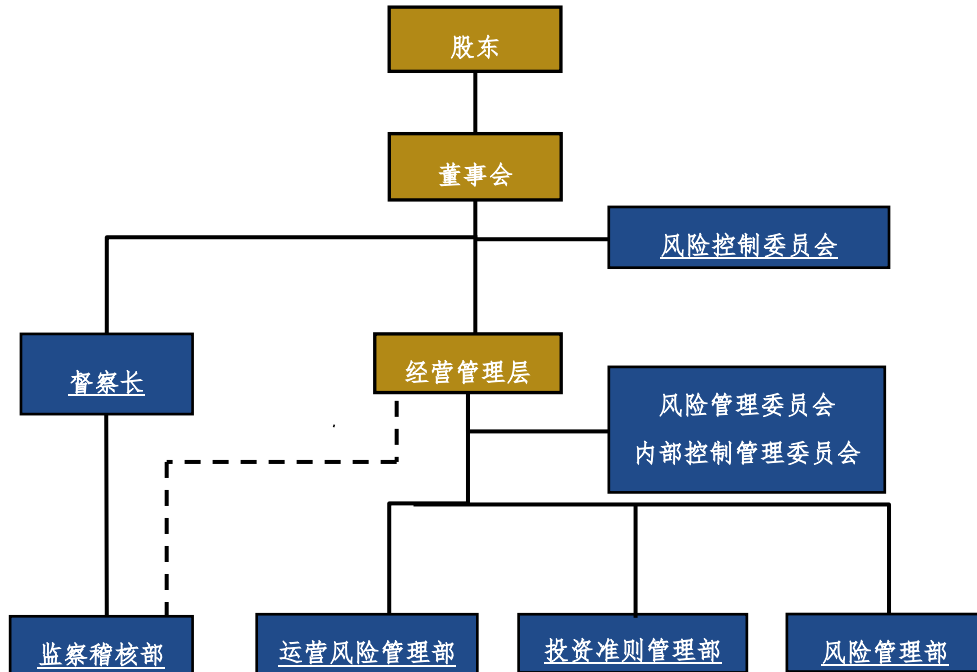 股东
董事会
风险控制委员会
督察长
经营管理层
风险管理委员会
内部控制管理委员会
监察稽核部
运营风险管理部
投资准则管理部
风险管理部